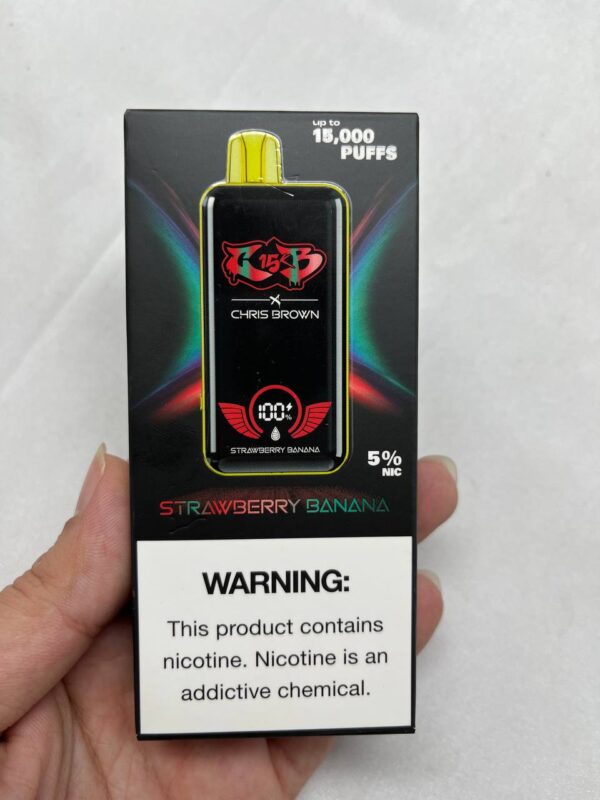 up to
15,000
PUFFS
C 15K B
X
CHRIS BROWN
100%
STRAWBERRY BANANA
5%
NIC
STRAWBERRY BANANA
WARNING:
This product contains
nicotine. Nicotine is an
addictive chemical.